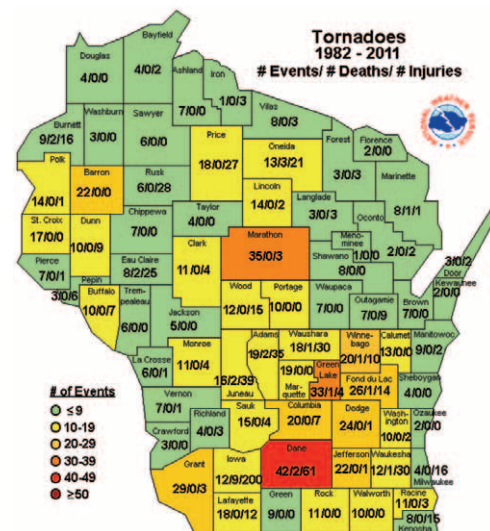 Tornadoes
1982 - 2011
# Events/ # Deaths/ # Injuries
Douglas
4/0/0
Bayfield
4/0/2
Ashland
7/0/0
Iron
1/0/3
Vilas
8/0/3
Burnett
9/2/16
Washburn
3/0/0
Sawyer
6/0/0
Price
18/0/27
Oneida
13/3/21
Forest
3/0/3
Florence
2/0/0
Marinette
8/1/1
Polk
14/0/1
Barron
22/0/0
Rusk
6/0/28
Lincoln
14/0/2
Langlade
3/0/3
Oconto
2/0/2
St. Croix
17/0/0
Dunn
10/0/9
Chippewa
7/0/0
Taylor
4/0/0
Marathon
35/0/3
Meno-
minee
1/0/0
Shawano
8/0/0
3/0/2
Door
Pierce
7/0/1
Pepin
3/0/6
Eau Claire
8/2/25
Clark
11/0/4
Wood
12/0/15
Portage
10/0/0
Waupaca
7/0/0
Outagamie
7/0/9
Brown
7/0/0
Kewaunee
2/0/0
Buffalo
10/0/7
Trem-
pealeau
6/0/0
Jackson
5/0/0
Adams
19/2/35
Waushara
18/1/30
Winne-
bago
20/1/10
Calumet
13/0/0
Manitowoc
9/0/2
La Crosse
6/0/1
Monroe
11/0/4
16/2/39
Juneau
19/0/0
Mar-
quette
Green
Lake
33/1/4
Fond du Lac
26/1/14
Sheboygan
4/0/0
# of Events
≤ 9
10-19
20-29
30-39
40-49
≥50
Vernon
7/0/1
Crawford
3/0/0
Richland
4/0/3
Sauk
15/0/4
Columbia
20/0/7
Dodge
24/0/1
Wash-
ington
10/0/2
Ozaukee
2/0/0
Grant
29/0/3
Iowa
12/9/200
Dane
42/2/61
Jefferson
22/0/1
Waukesha
12/1/30
4/0/16
Milwaukee
Lafayette
18/0/12
Green
9/0/0
Rock
11/0/0
Walworth
10/0/0
Racine
11/0/3
8/0/15
Kenosha